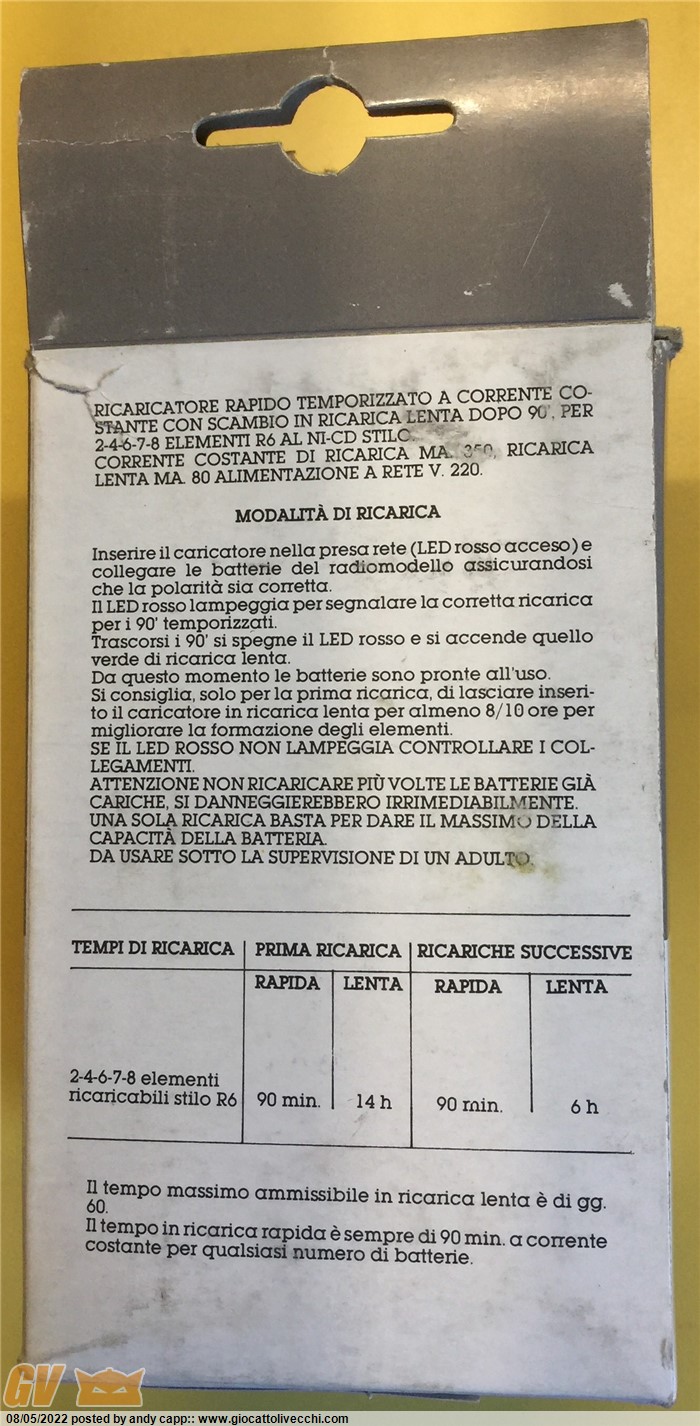 RICARICATORE RAPIDO TEMPORIZZATO A CORRENTE CO-
STANTE CON SCAMBIO IN RICARICA LENTA DOPO 90', PER
2-4-6-7-8 ELEMENTI R6 AL NI-CD STILO.
CORRENTE COSTANTE DI RICARICA MA. RICARICA
LENTA MA. 80 ALIMENTAZIONE A RETE V. 220.
MODALITÀ DI RICARICA
Inserire il caricatore nella presa rete (LED rosso acceso) e
collegare le batterie del radiomodello assicurandosi
che la polarità sia corretta.
Il LED rosso lampeggia per segnalare la corretta ricarica
per i 90' temporizzati.
Trascorsi i 90' si spegne il LED rosso e si accende quello
verde di ricarica lenta.
Da questo momento le batterie sono pronte all'uso.
Si consiglia, solo per la prima ricarica, di lasciare inseri-
to il caricatore in ricarica lenta per almeno 8/10 ore per
migliorare la formazione degli elementi.
SE IL LED ROSSO NON LAMPEGGIA CONTROLLARE I COL-
LEGAMENTI.
ATTENZIONE NON RICARICARE PIÙ VOLTE LE BATTERIE GIÀ
CARICHE, SI DANNEGGIEREBBERO IRRIMEDIABILMENTE.
UNA SOLA RICARICA BASTA PER DARE IL MASSIMO DELLA
CAPACITÀ DELLA BATTERIA.
DA USARE SOTTO LA SUPERVISIONE DI UN ADULTO.
TEMPI DI RICARICA PRIMA RICARICA RICARICHE SUCCESSIVE
RAPIDA LENTA RAPIDA LENTA
2-4-6-7-8 elementi
ricaricabili stilo R6 90 min. 14 h 90 min. 6 h
Il tempo massimo ammissibile in ricarica lenta è di gg.
60.
Il tempo in ricarica rapida è sempre di 90 min. a corrente
costante per qualsiasi numero di batterie.
GV
08/05/2022 posted by andy capp:: www.giocattolivecchi.com